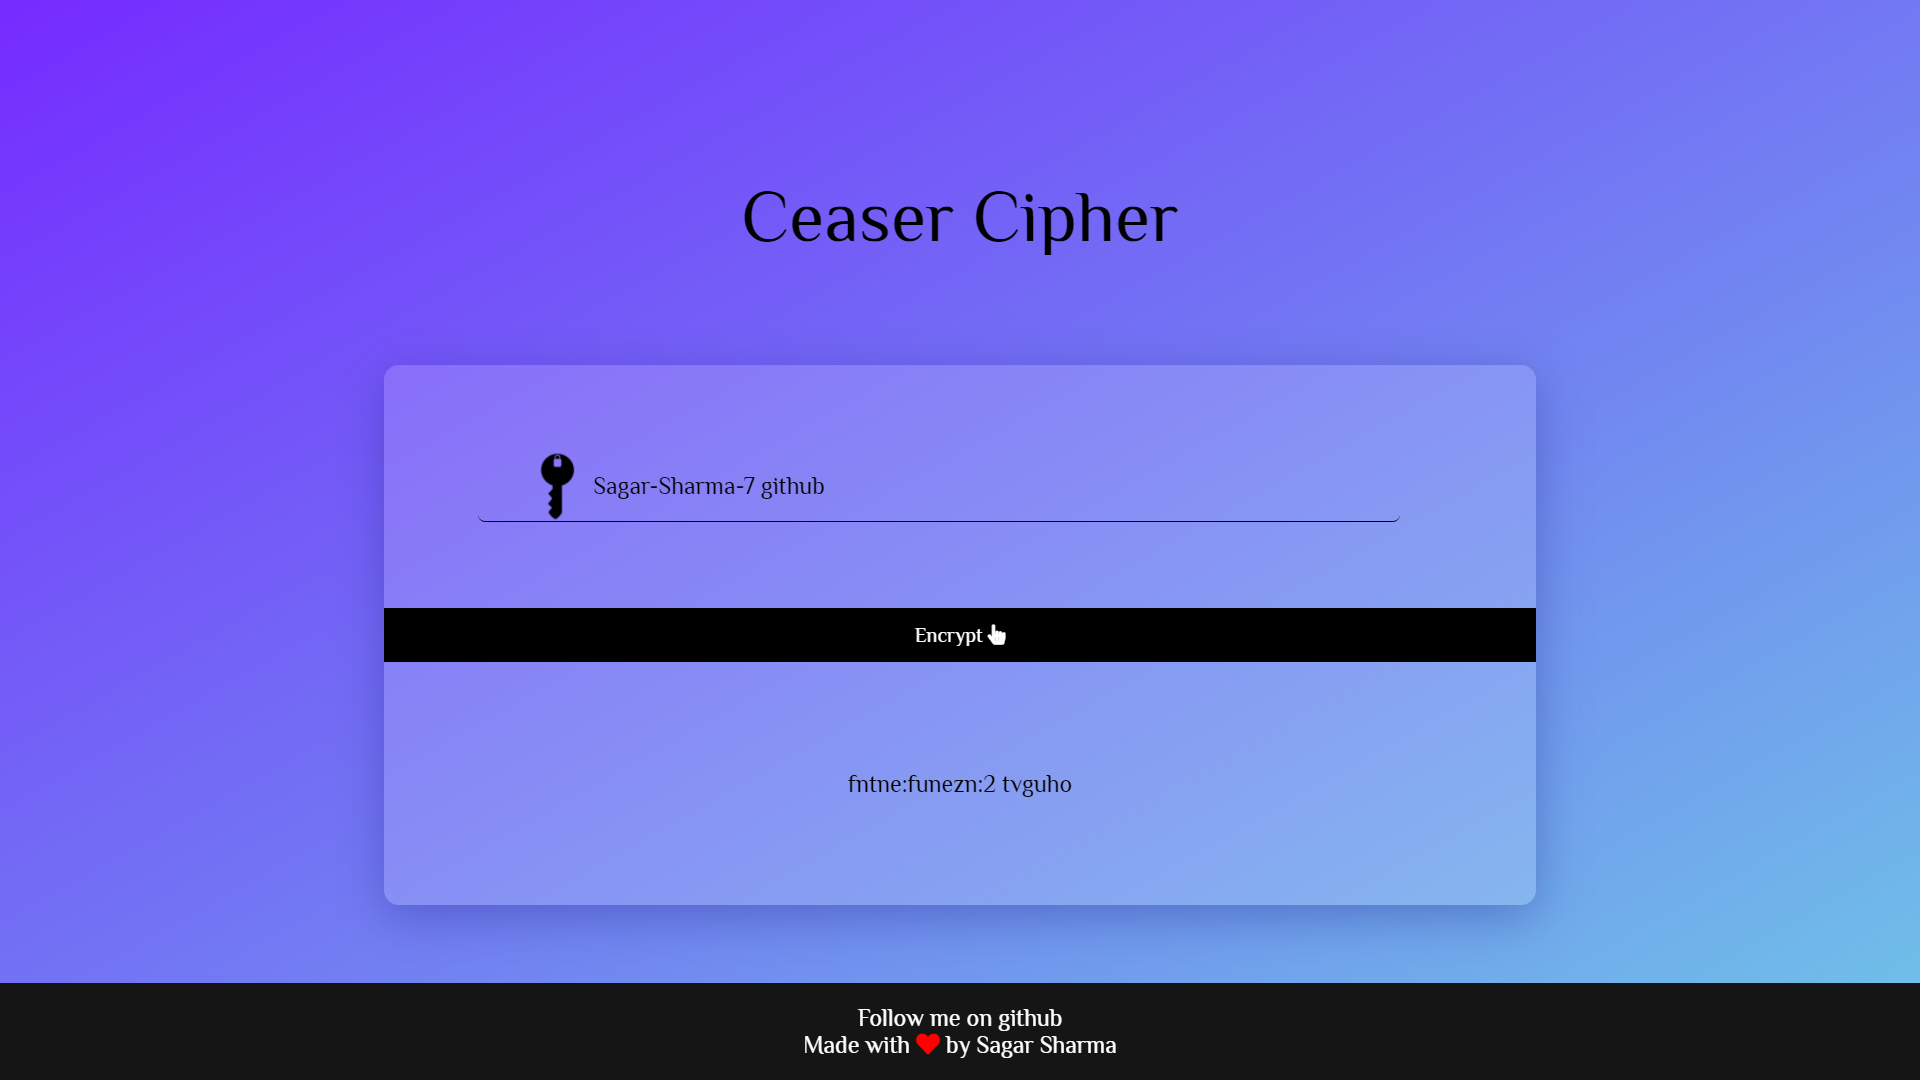 Ceaser Cipher
Sagar-Sharma-7 github
Encrypt
fntne:funezn:2 tvguho
Follow me on github
Made with ❤ by Sagar Sharma